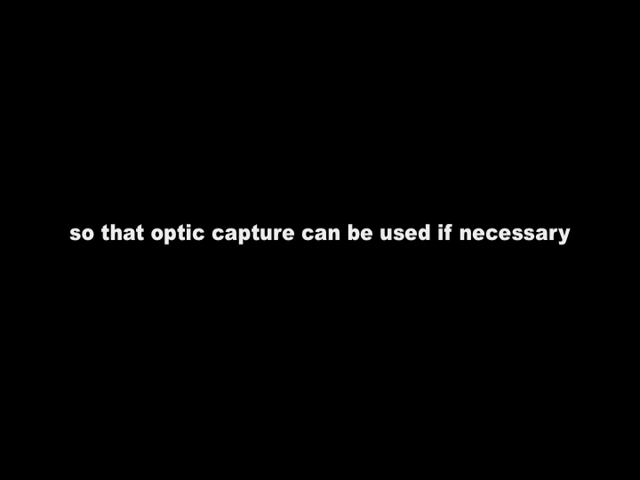 so that optic capture can be used if necessary